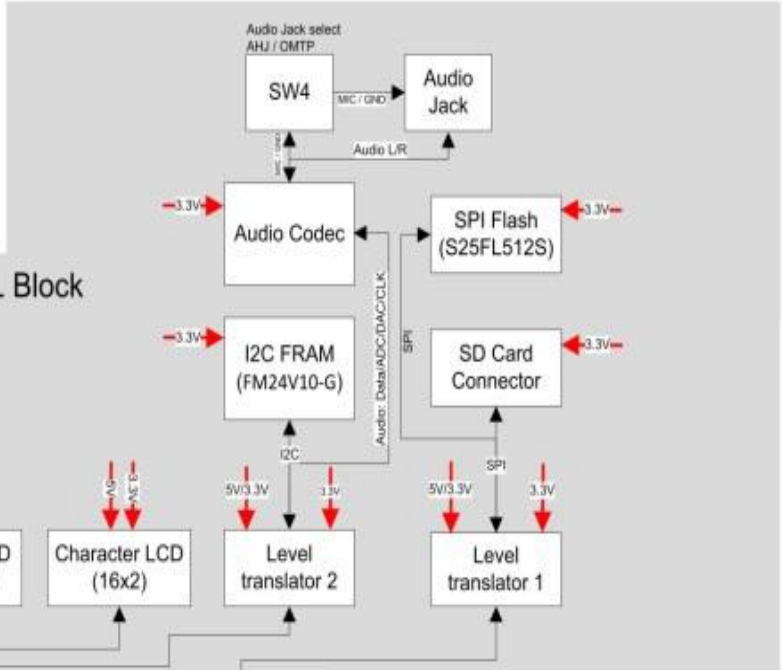 Audio Jack select
AHJ / OMTP
SW4
MIC / GND
Audio
Jack
MIC / GND
Audio L/R
3.3V
Audio Codec
SPI Flash
(S25FL512S)
3.3V
Block
3.3V
I2C FRAM
(FM24V10-G)
Audio: Data/ADC/DAC/CLK
SPI
SD Card
Connector
3.3V
I2C
SPI
5V
3.3V
5V/3.3V
3.3V
5V/3.3V
3.3V
D
Character LCD
(16x2)
Level
translator 2
Level
translator 1